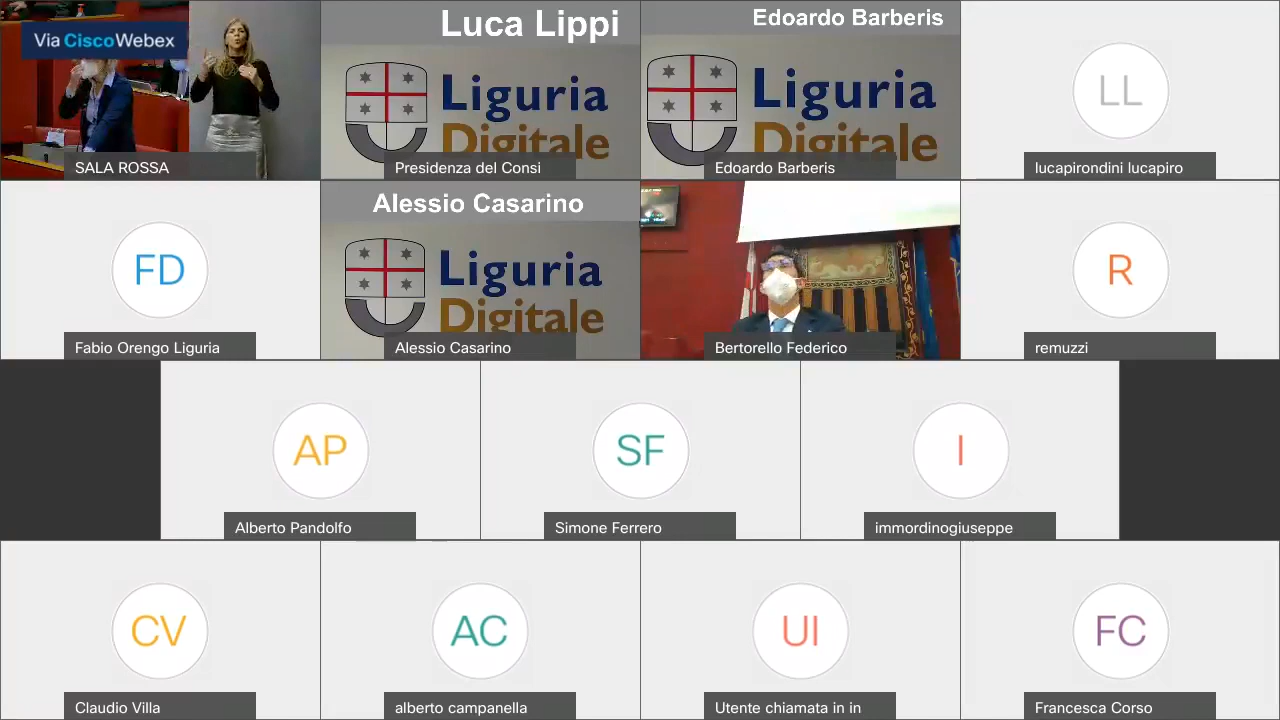 Via Cisco Webex
SALA ROSSA
Luca Lippi
Liguria
Digitale
Presidenza del Consi
Edoardo Barberis
Liguria
Digitale
Edoardo Barberis
LL
lucapirondini lucapiro
FD
Fabio Orengo Liguria
Alessio Casarino
Liguria
Digitale
Alessio Casarino
Bertorello Federico
R
remuzzi
AP
Alberto Pandolfo
SF
Simone Ferrero
I
immordinogiuseppe
CV
Claudio Villa
AC
alberto campanella
UI
Utente chiamata in in
FC
Francesca Corso